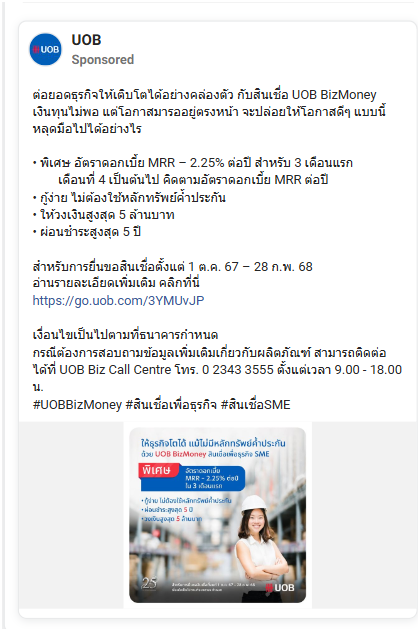 UOB
UOB
Sponsored
ต่อยอดธุรกิจให้เติบโตได้อย่างคล่องตัว กับสินเชื่อ UOB BizMoney
เงินทุนไม่พอ แต่โอกาสมารออยู่ตรงหน้า จะปล่อยให้โอกาสดีๆ แบบนี้
หลุดมือไปได้อย่างไร
• พิเศษ อัตราดอกเบี้ย MRR – 2.25% ต่อปี สำหรับ 3 เดือนแรก
เดือนที่ 4 เป็นต้นไป คิดตามอัตราดอกเบี้ย MRR ต่อปี
• กู้ง่าย ไม่ต้องใช้หลักทรัพย์ค้ำประกัน
• ให้วงเงินสูงสุด 5 ล้านบาท
• ผ่อนชำระสูงสุด 5 ปี
สำหรับการยื่นขอสินเชื่อตั้งแต่ 1 ต.ค. 67 – 28 ก.พ. 68
อ่านรายละเอียดเพิ่มเติม คลิกที่นี่
https://go.uob.com/3YMUvJP
เงื่อนไขเป็นไปตามที่ธนาคารกำหนด
กรณีต้องการสอบถามข้อมูลเพิ่มเติมเกี่ยวกับผลิตภัณฑ์ สามารถติดต่อ
ได้ที่ UOB Biz Call Centre โทร. 0 2343 3555 ตั้งแต่เวลา 9.00 - 18.00
น.
#UOBBizMoney #สินเชื่อเพื่อธุรกิจ #สินเชื่อSME
ให้ธุรกิจโตได้ แม้ไม่มีหลักทรัพย์ค้ำประกัน
ด้วย UOB BizMoney สินเชื่อเพื่อธุรกิจ SME
พิเศษ
อัตราดอกเบี้ย
MRR - 2.25% ต่อปี
ใน 3 เดือนแรก
• กู้ง่าย ไม่ต้องใช้หลักทรัพย์ค้ำประกัน
• ผ่อนชำระสูงสุด 5 ปี
• วงเงินสูงสุด 5 ล้านบาท
25
UOB